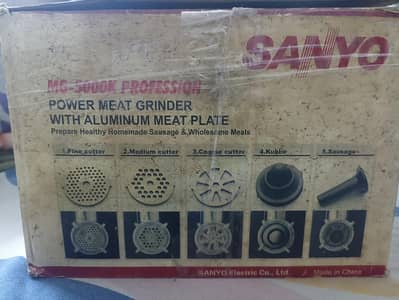 SANYO
MG-5000K PROFESSION
POWER MEAT GRINDER
WITH ALUMINUM MEAT PLATE
Prepare Healthy Homemade Sausage & Wholesome Meals
1.Fine cutter 2.Medium cutter 3.Coarse cutter 4.Kubbe 5.Sausage
SANYO Electric Co., Ltd. Made in China